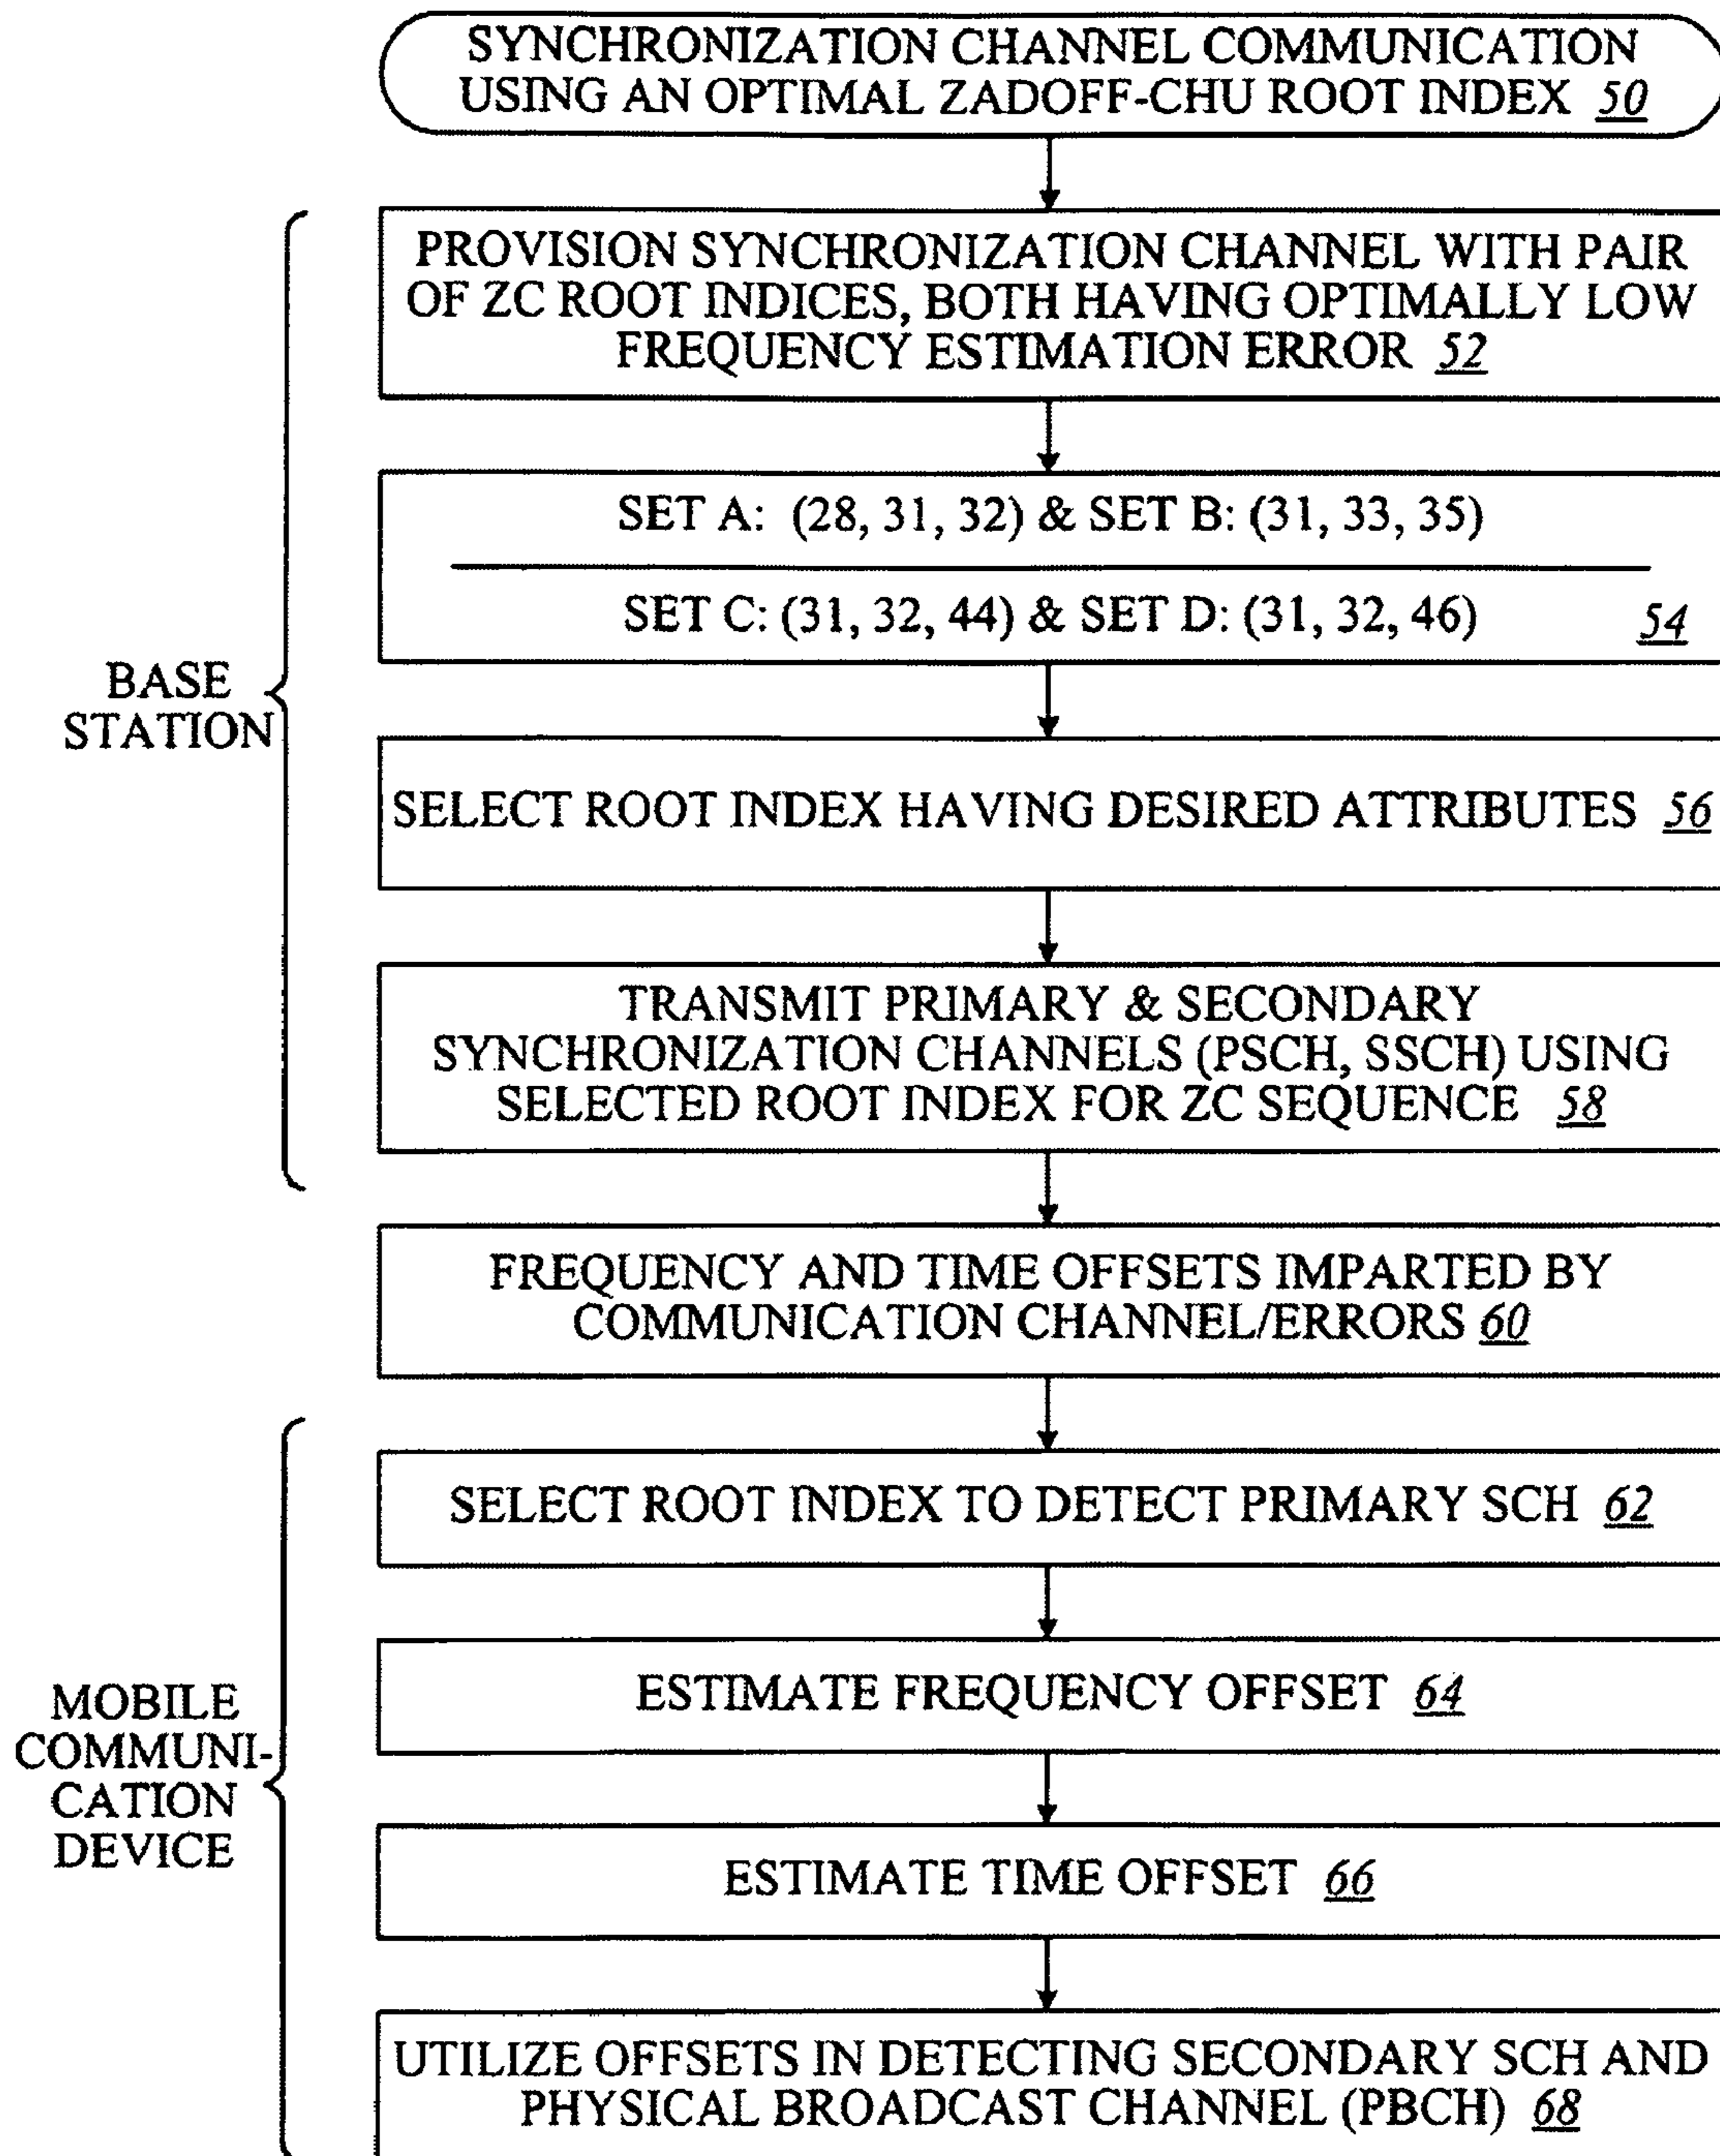 SYNCHRONIZATION CHANNEL COMMUNICATION
USING AN OPTIMAL ZADOFF-CHU ROOT INDEX 50
PROVISION SYNCHRONIZATION CHANNEL WITH PAIR
OF ZC ROOT INDICES, BOTH HAVING OPTIMALLY LOW
FREQUENCY ESTIMATION ERROR 52
SET A: (28, 31, 32) & SET B: (31, 33, 35)
SET C: (31, 32, 44) & SET D: (31, 32, 46) 54
BASE
STATION
SELECT ROOT INDEX HAVING DESIRED ATTRIBUTES 56
TRANSMIT PRIMARY & SECONDARY
SYNCHRONIZATION CHANNELS (PSCH, SSCH) USING
SELECTED ROOT INDEX FOR ZC SEQUENCE 58
FREQUENCY AND TIME OFFSETS IMPARTED BY
COMMUNICATION CHANNEL/ERRORS 60
SELECT ROOT INDEX TO DETECT PRIMARY SCH 62
ESTIMATE FREQUENCY OFFSET 64
MOBILE
COMMUNI-
CATION
DEVICE
ESTIMATE TIME OFFSET 66
UTILIZE OFFSETS IN DETECTING SECONDARY SCH AND
PHYSICAL BROADCAST CHANNEL (PBCH) 68